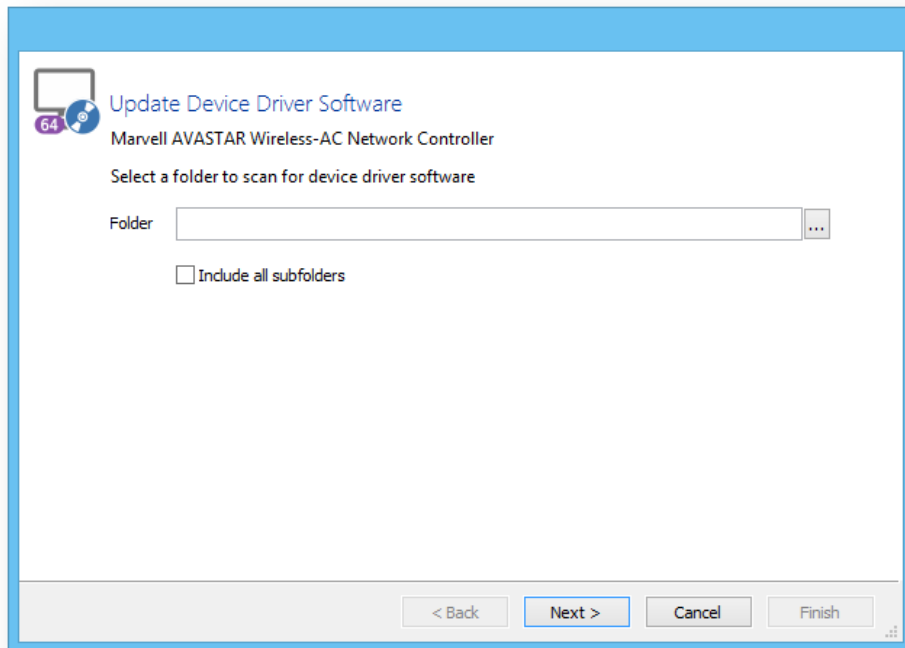 64
Update Device Driver Software
Marvell AVASTAR Wireless-AC Network Controller
Select a folder to scan for device driver software
Folder ...
Include all subfolders
< Back Next > Cancel Finish